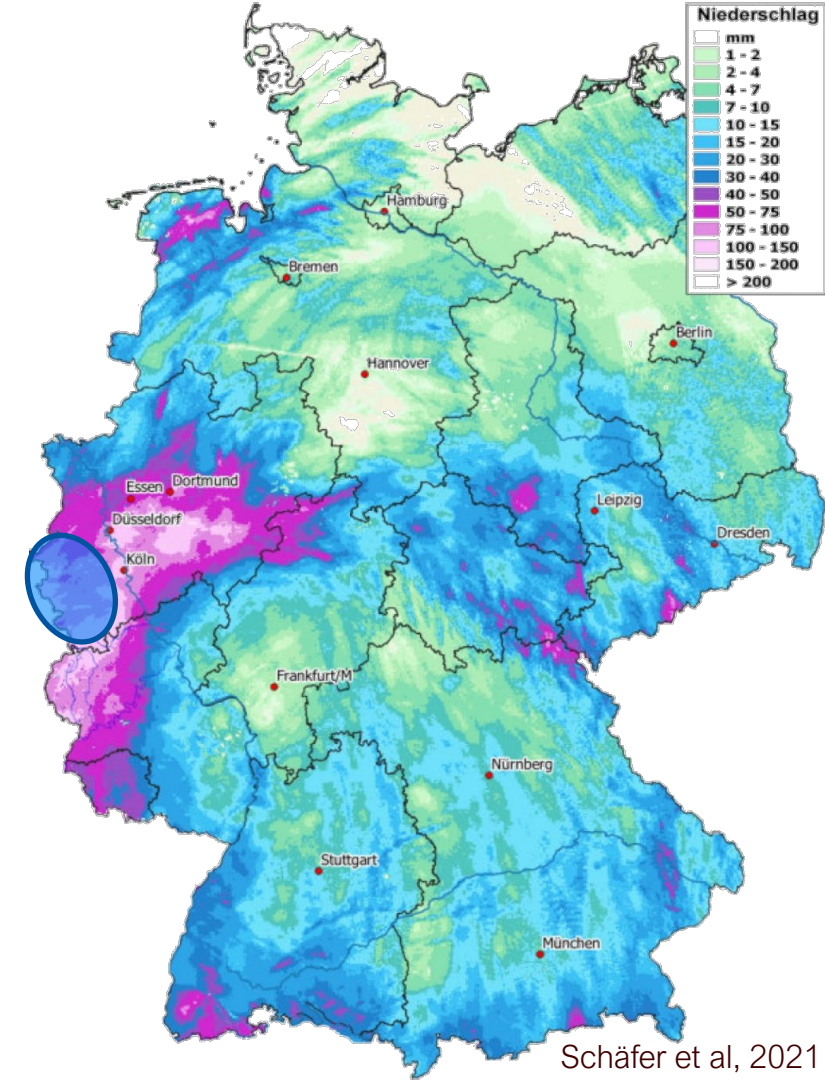 Niederschlag
mm
1 - 2
2 - 4
4 - 7
7 - 10
10 - 15
15 - 20
20 - 30
30 - 40
40 - 50
50 - 75
75 - 100
100 - 150
150 - 200
> 200
Hamburg
Bremen
Berlin
Hannover
Essen
Dortmund
Düsseldorf
Leipzig
Dresden
Köln
Frankfurt/M
Nürnberg
Stuttgart
München
Schäfer et al, 2021